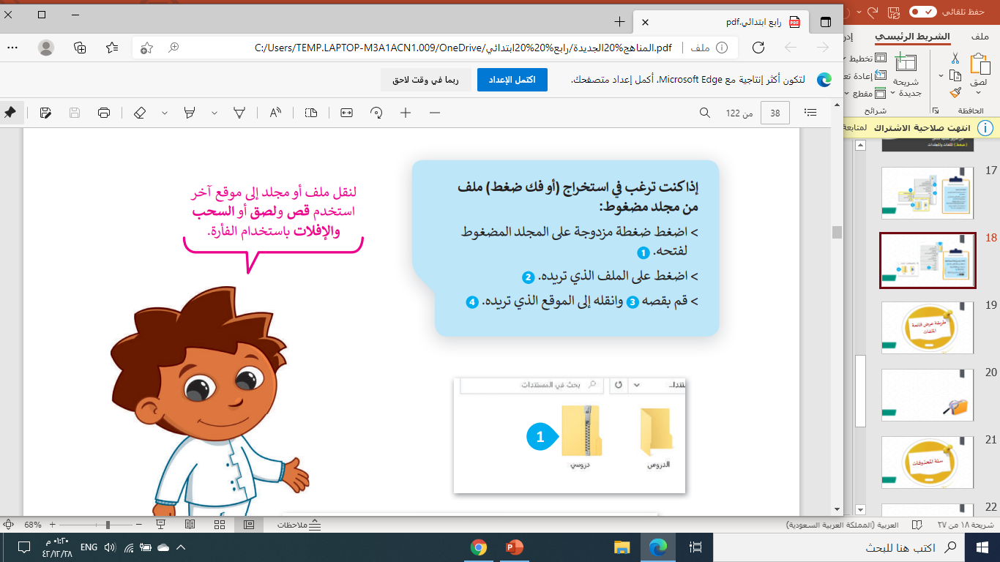 رابع ابتدائي.pdf
ملف
C:/Users/TEMP.LAPTOP-M3A1ACN1.009/OneDrive/المناهج%20الجديدة/رابع%20%20ابتدائي.pdf
لتكون أكثر إنتاجية مع Microsoft Edge، أكمل إعداد متصفحك.
اكتمل الإعداد
ربما في وقت لاحق
38
من 122
إذا كنت ترغب في استخراج (أو فك ضغط) ملف
من مجلد مضغوط:
> اضغط ضغطة مزدوجة على المجلد المضغوط
لفتحه. 1
> اضغط على الملف الذي تريده. 2
> قم بقصه 3 وانقله إلى الموقع الذي تريده. 4
لنقل ملف أو مجلد إلى موقع آخر
استخدم قص ولصق أو السحب
والإفلات باستخدام الفأرة.
بحث في المستندات
1
الدروس
دروسي
حفظ تلقائي
ملف
الشريط الرئيسي
لصق
الحافظة
شريحة
جديدة
تخطيط
مقطع
شرائح
انتهت صلاحية الاشتراك
لمتابعة
17
18
19
طريقة عرض قائمة
الملفات
20
21
سلة المحذوفات
22
شريحة ١٨ من ٢٧
العربية (المملكة العربية السعودية)
ملاحظات
68%
اكتب هنا للبحث
ENG
٠١:٢٠ م
٤٢/١٢/٢٨